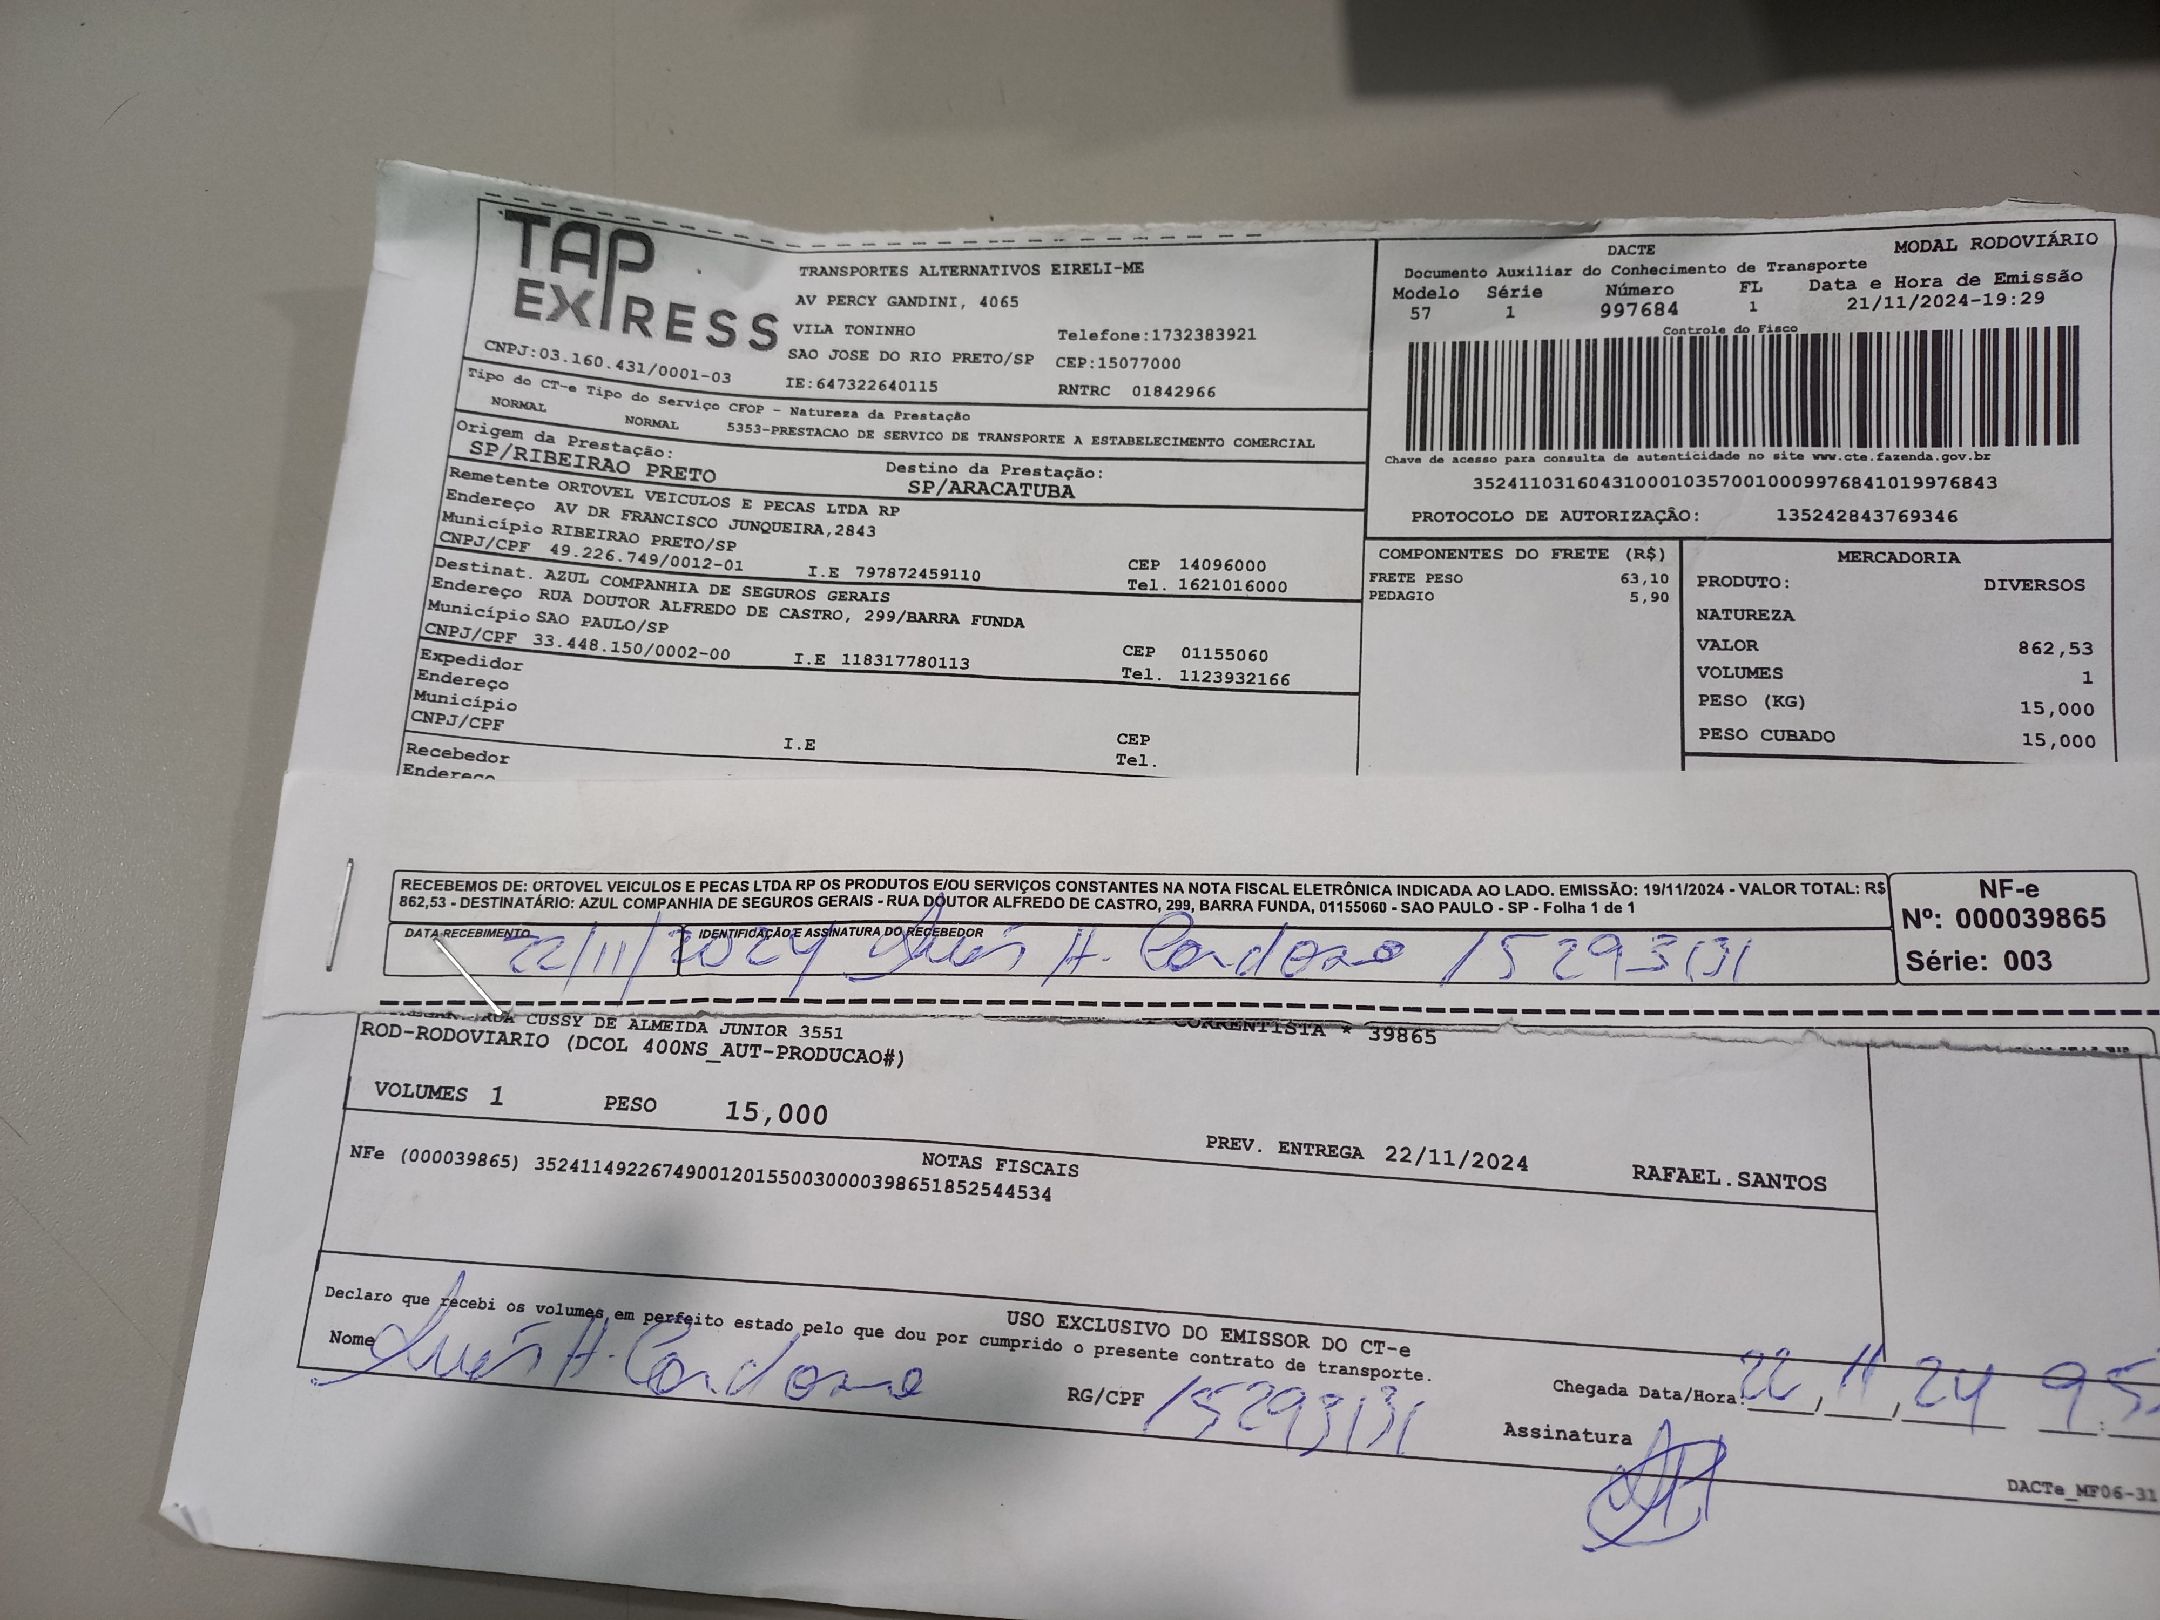 TAP
EXPRESS
CNPJ:03.160.431/0001-03
TRANSPORTES ALTERNATIVOS EIRELI-ME
AV PERCY GANDINI, 4065
VILA TONINHO
Telefone:1732383921
SAO JOSE DO RIO PRETO/SP CEP:15077000
IE:647322640115
RNTRC 01842966
DACTE
MODAL RODOVIÁRIO
Documento Auxiliar do Conhecimento de Transporte
Modelo Série Número FL Data e Hora de Emissão
57 1 997684 1 21/11/2024-19:29
Controle do Fisco
Chave de acesso para consulta de autenticidade no site www.cte.fazenda.gov.br
35241103160431000103570010009976841019976843
PROTOCOLO DE AUTORIZAÇÃO: 135242843769346
Tipo do CT-e Tipo do Serviço CFOP - Natureza da Prestação
NORMAL NORMAL 5353-PRESTACAO DE SERVICO DE TRANSPORTE A ESTABELECIMENTO COMERCIAL
Origem da Prestação: Destino da Prestação:
SP/RIBEIRAO PRETO SP/ARACATUBA
Remetente ORTOVEL VEICULOS E PECAS LTDA RP
Endereço AV DR FRANCISCO JUNQUEIRA,2843
Município RIBEIRAO PRETO/SP CEP 14096000
CNPJ/CPF 49.226.749/0012-01 I.E 797872459110 Tel. 1621016000
Destinat. AZUL COMPANHIA DE SEGUROS GERAIS
Endereço RUA DOUTOR ALFREDO DE CASTRO, 299/BARRA FUNDA
Município SAO PAULO/SP CEP 01155060
CNPJ/CPF 33.448.150/0002-00 I.E 118317780113 Tel. 1123932166
Expedidor
Endereço
Município CEP
CNPJ/CPF I.E Tel.
Recebedor
Endereço
COMPONENTES DO FRETE (R$)
FRETE PESO 63,10
PEDAGIO 5,90
MERCADORIA
PRODUTO: DIVERSOS
NATUREZA
VALOR 862,53
VOLUMES 1
PESO (KG) 15,000
PESO CUBADO 15,000
RECEBEMOS DE: ORTOVEL VEICULOS E PECAS LTDA RP OS PRODUTOS E/OU SERVIÇOS CONSTANTES NA NOTA FISCAL ELETRÔNICA INDICADA AO LADO. EMISSÃO: 19/11/2024 - VALOR TOTAL: R$
862,53 - DESTINATÁRIO: AZUL COMPANHIA DE SEGUROS GERAIS - RUA DOUTOR ALFREDO DE CASTRO, 299, BARRA FUNDA, 01155060 - SAO PAULO - SP - Folha 1 de 1
DATA RECEBIMENTO IDENTIFICAÇÃO E ASSINATURA DO RECEBEDOR
22/11/2024 Luis H. Cardoso 15293131
NF-e
Nº: 000039865
Série: 003
RUA CUSSY DE ALMEIDA JUNIOR 3551
CORRENTISTA * 39865
ROD-RODOVIARIO (DCOL 400NS_AUT-PRODUCAO#)
VOLUMES 1 PESO 15,000
PREV. ENTREGA 22/11/2024 RAFAEL.SANTOS
NOTAS FISCAIS
NFe (000039865) 35241149226749001201550030000398651852544534
USO EXCLUSIVO DO EMISSOR DO CT-e
Declaro que recebi os volumes em perfeito estado pelo que dou por cumprido o presente contrato de transporte.
Nome Luis H. Cardoso RG/CPF 15293131
Chegada Data/Hora: 22 11 24
Assinatura
DACTe_MF06-31